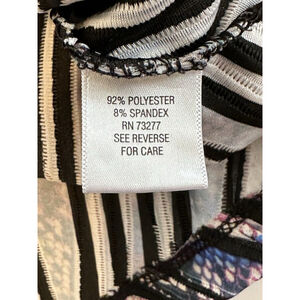 92% POLYESTER
8% SPANDEX
RN 73277
SEE REVERSE
FOR CARE